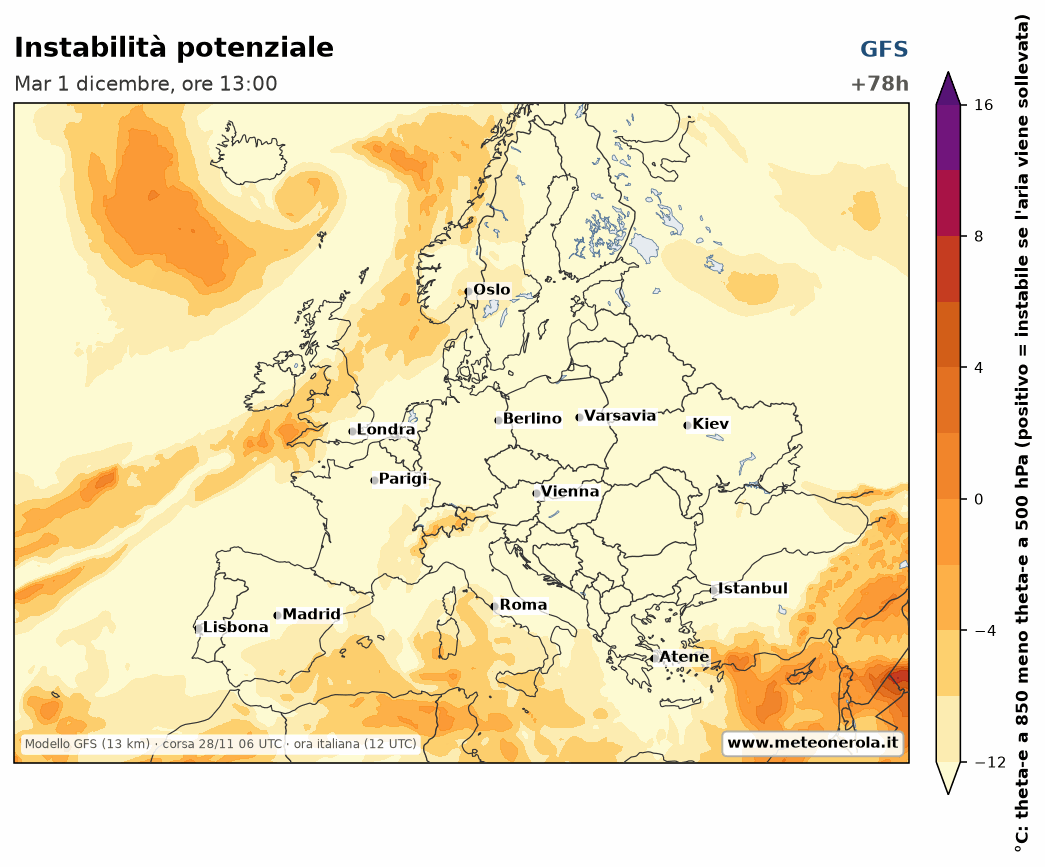 Instabilità potenziale
GFS
Mar 1 dicembre, ore 13:00
+78h
Oslo
Berlino
Varsavia
Kiev
Londra
Parigi
Vienna
Istanbul
Roma
Madrid
Lisbona
Atene
Modello GFS (13 km) · corsa 28/11 06 UTC · ora italiana (12 UTC)
www.meteonerola.it
16
8
4
0
−4
−12
°C: theta-e a 850 meno theta-e a 500 hPa (positivo = instabile se l'aria viene sollevata)